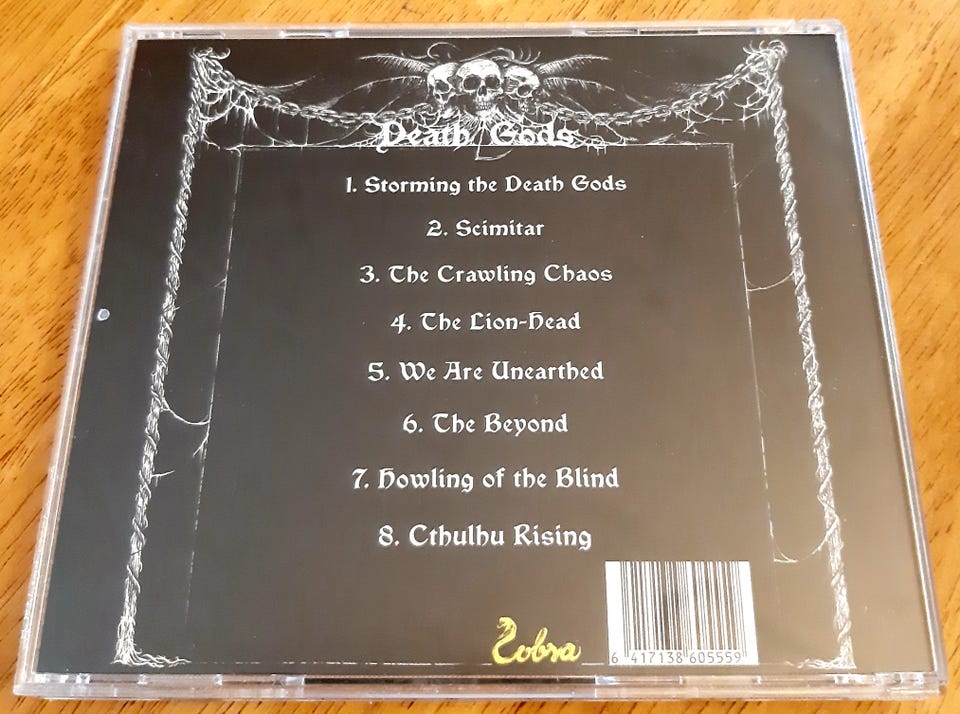 Death Gods
1. Storming the Death Gods
2. Scimitar
3. The Crawling Chaos
4. The Lion-Head
5. We Are Unearthed
6. The Beyond
7. Howling of the Blind
8. Cthulhu Rising
Cobra
6 417138 605559